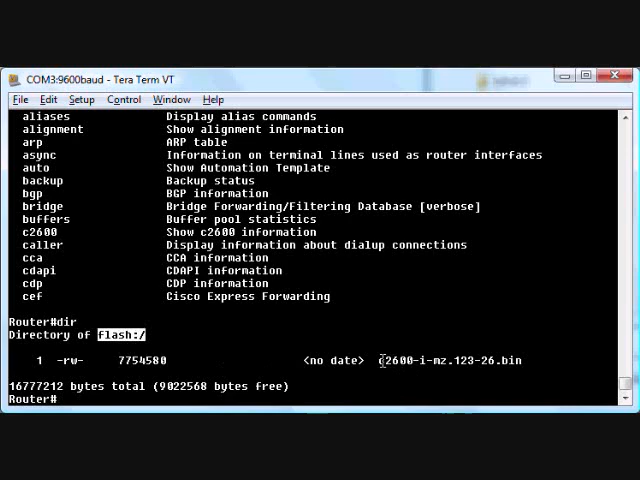 COM3:9600baud - Tera Term VT
File Edit Setup Control Window Help
aliases Display alias commands
alignment Show alignment information
arp ARP table
async Information on terminal lines used as router interfaces
auto Show Automation Template
backup Backup status
bgp BGP information
bridge Bridge Forwarding/Filtering Database [verbose]
buffers Buffer pool statistics
c2600 Show c2600 information
caller Display information about dialup connections
cca CCA information
cdapi CDAPI information
cdp CDP information
cef Cisco Express Forwarding
Router#dir
Directory of flash:/
1 -rw- 7754580 <no date> c2600-i-mz.123-26.bin
16777212 bytes total (9022568 bytes free)
Router#